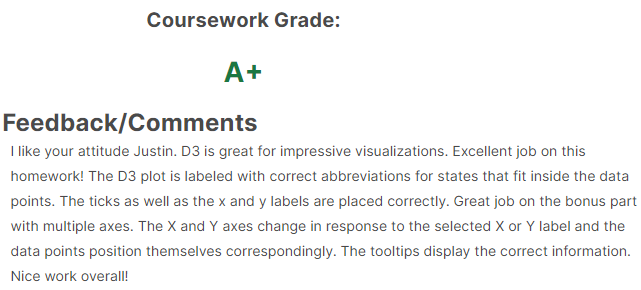 Coursework Grade:
A+
Feedback/Comments
I like your attitude Justin. D3 is great for impressive visualizations. Excellent job on this
homework! The D3 plot is labeled with correct abbreviations for states that fit inside the data
points. The ticks as well as the x and y labels are placed correctly. Great job on the bonus part
with multiple axes. The X and Y axes change in response to the selected X or Y label and the
data points position themselves correspondingly. The tooltips display the correct information.
Nice work overall!